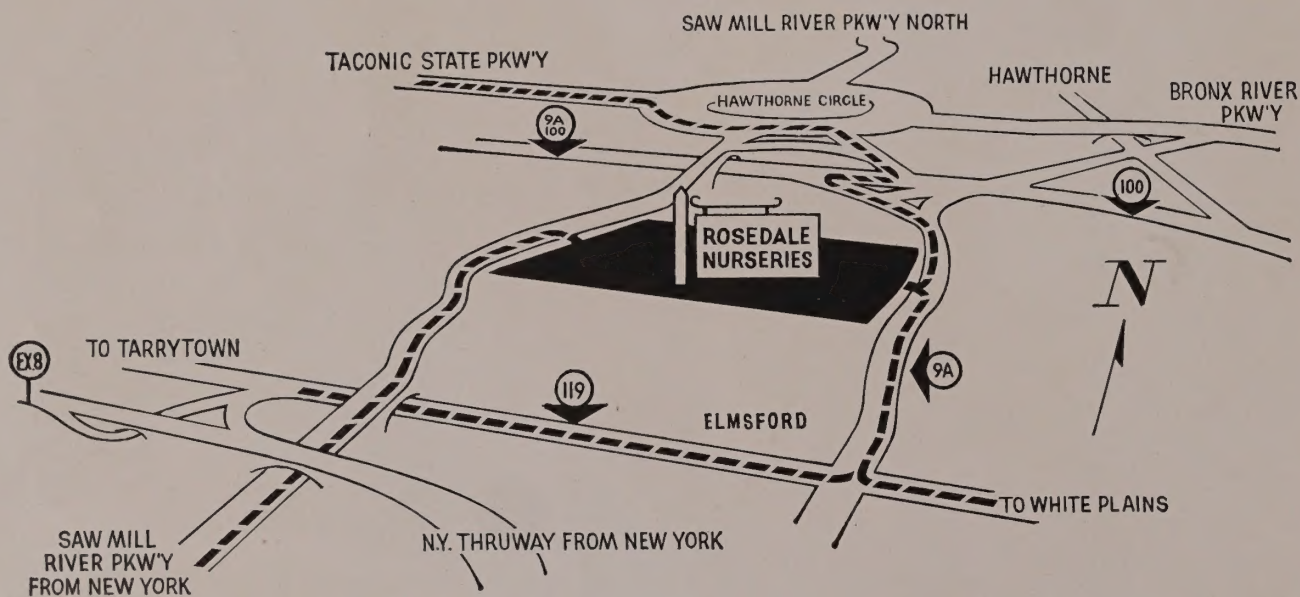 SAW MILL RIVER PKW'Y NORTH
TACONIC STATE PKW'Y
HAWTHORNE
HAWTHORNE CIRCLE
BRONX RIVER
PKW'Y
9A
100
100
ROSEDALE
NURSERIES
N
TO TARRYTOWN
EX.8
9A
119
ELMSFORD
TO WHITE PLAINS
SAW MILL
RIVER PKW'Y
FROM NEW YORK
N.Y. THRUWAY FROM NEW YORK